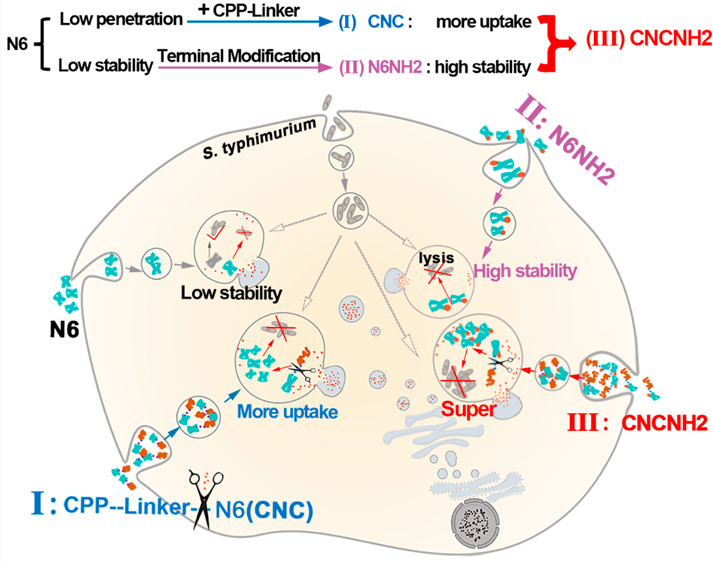 + CPP-Linker
Low penetration
(I) CNC : more uptake
N6
(III) CNCNH2
Terminal Modification
Low stability
(II) N6NH2 : high stability
S. typhimurium
II: N6NH2
lysis
High stability
Low stability
N6
More uptake
Super
III : CNCNH2
I : CPP--Linker- N6(CNC)